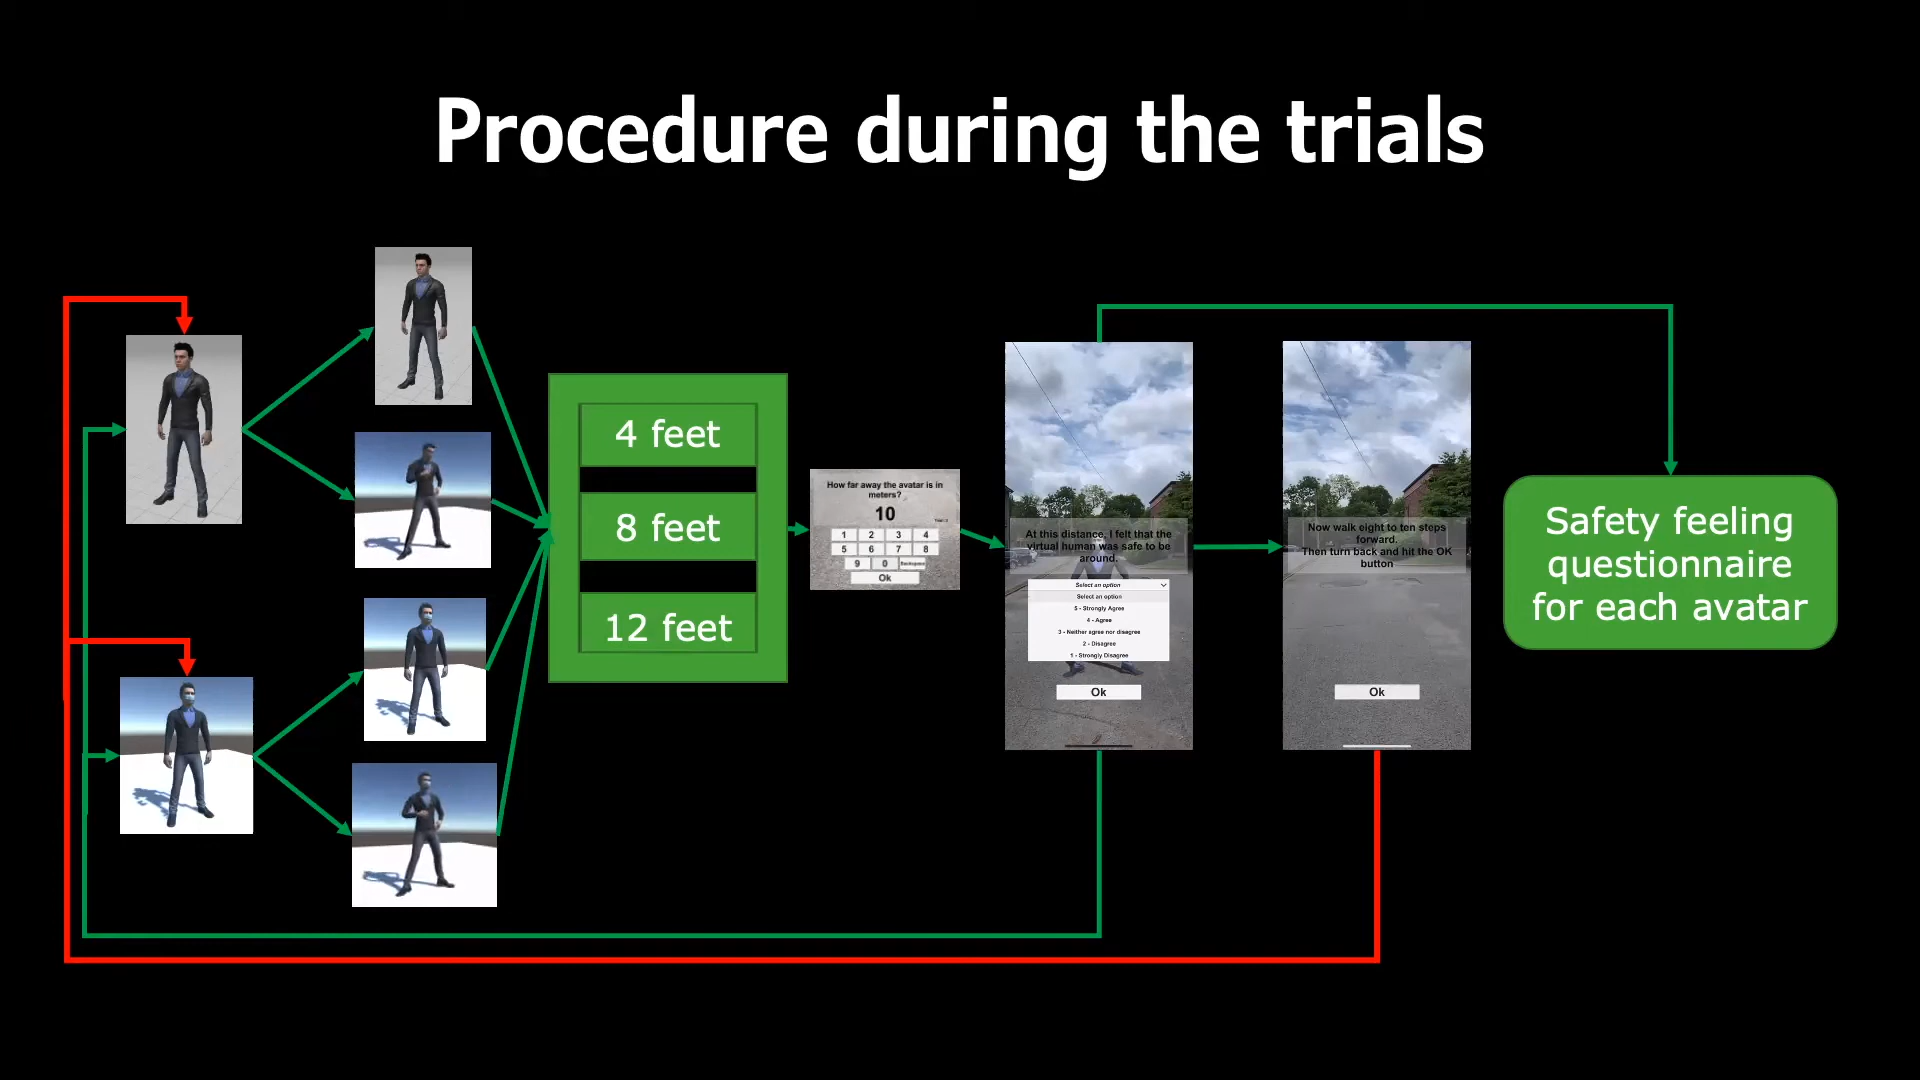 Procedure during the trials
4 feet
8 feet
12 feet
How far away the avatar is in
meters?
10
1 2 3 4
5 6 7 8
9 0 Backspace
Ok
At this distance, I felt that the
virtual human was safe to be
around.
Select an option
Select an option
5 - Strongly Agree
4 - Agree
3 - Neither agree nor disagree
2 - Disagree
1 - Strongly Disagree
Ok
Now walk eight to ten steps
forward.
Then turn back and hit the OK
button
Ok
Safety feeling
questionnaire
for each avatar